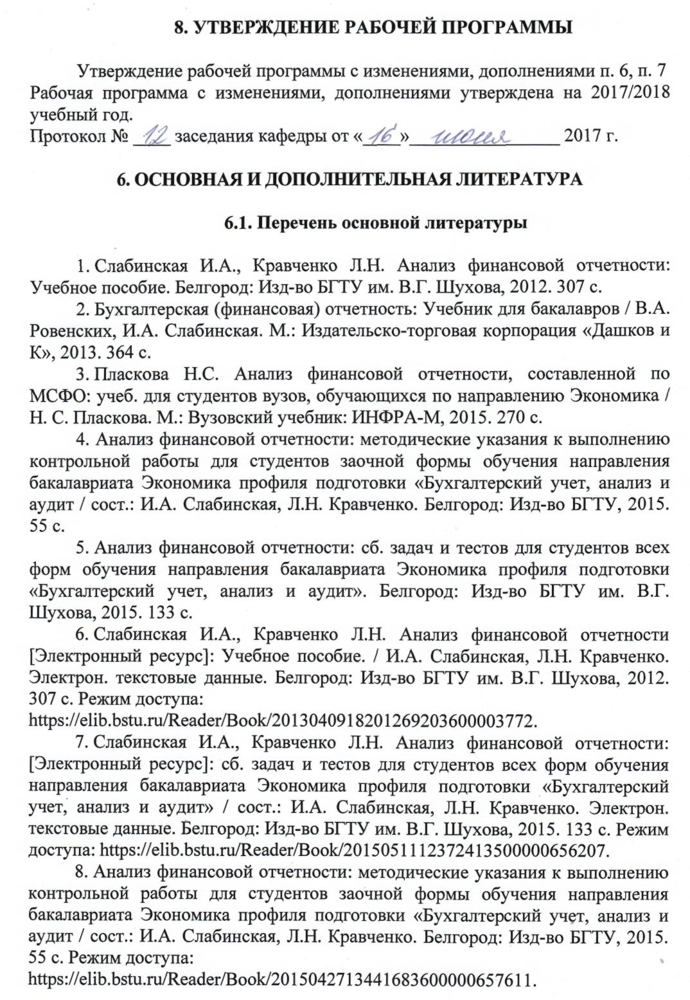 8. УТВЕРЖДЕНИЕ РАБОЧЕЙ ПРОГРАММЫ
Утверждение рабочей программы с изменениями, дополнениями п. 6, п. 7
Рабочая программа с изменениями, дополнениями утверждена на 2017/2018
учебный год.
Протокол № 12 заседания кафедры от «16» июня 2017 г.
6. ОСНОВНАЯ И ДОПОЛНИТЕЛЬНАЯ ЛИТЕРАТУРА
6.1. Перечень основной литературы
1. Слабинская И.А., Кравченко Л.Н. Анализ финансовой отчетности:
Учебное пособие. Белгород: Изд-во БГТУ им. В.Г. Шухова, 2012. 307 с.
2. Бухгалтерская (финансовая) отчетность: Учебник для бакалавров / В.А.
Ровенских, И.А. Слабинская. М.: Издательско-торговая корпорация «Дашков и
К», 2013. 364 с.
3. Пласкова Н.С. Анализ финансовой отчетности, составленной по
МСФО: учеб. для студентов вузов, обучающихся по направлению Экономика /
Н. С. Пласкова. М.: Вузовский учебник: ИНФРА-М, 2015. 270 с.
4. Анализ финансовой отчетности: методические указания к выполнению
контрольной работы для студентов заочной формы обучения направления
бакалавриата Экономика профиля подготовки «Бухгалтерский учет, анализ и
аудит / сост.: И.А. Слабинская, Л.Н. Кравченко. Белгород: Изд-во БГТУ, 2015.
55 с.
5. Анализ финансовой отчетности: сб. задач и тестов для студентов всех
форм обучения направления бакалавриата Экономика профиля подготовки
«Бухгалтерский учет, анализ и аудит». Белгород: Изд-во БГТУ им. В.Г.
Шухова, 2015. 133 с.
6. Слабинская И.А., Кравченко Л.Н. Анализ финансовой отчетности
[Электронный ресурс]: Учебное пособие. / И.А. Слабинская, Л.Н. Кравченко.
Электрон. текстовые данные. Белгород: Изд-во БГТУ им. В.Г. Шухова, 2012.
307 с. Режим доступа:
https://elib.bstu.ru/Reader/Book/2013040918201269203600003772.
7. Слабинская И.А., Кравченко Л.Н. Анализ финансовой отчетности:
[Электронный ресурс]: сб. задач и тестов для студентов всех форм обучения
направления бакалавриата Экономика профиля подготовки «Бухгалтерский
учет, анализ и аудит» / сост.: И.А. Слабинская, Л.Н. Кравченко. Электрон.
текстовые данные. Белгород: Изд-во БГТУ им. В.Г. Шухова, 2015. 133 с. Режим
доступа: https://elib.bstu.ru/Reader/Book/2015051112372413500000656207.
8. Анализ финансовой отчетности: методические указания к выполнению
контрольной работы для студентов заочной формы обучения направления
бакалавриата Экономика профиля подготовки «Бухгалтерский учет, анализ и
аудит / сост.: И.А. Слабинская, Л.Н. Кравченко. Белгород: Изд-во БГТУ, 2015.
55 с. Режим доступа:
https://elib.bstu.ru/Reader/Book/2015042713441683600000657611.